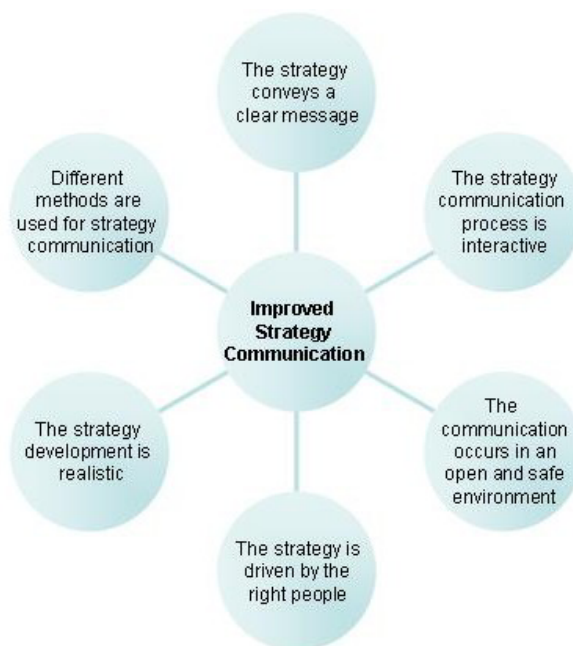 The strategy
conveys a
clear message
Different
methods are
used for strategy
communication
The strategy
communication
process is
interactive
Improved
Strategy
Communication
The strategy
development is
realistic
The
communication
occurs in an
open and safe
environment
The strategy is
driven by the
right people